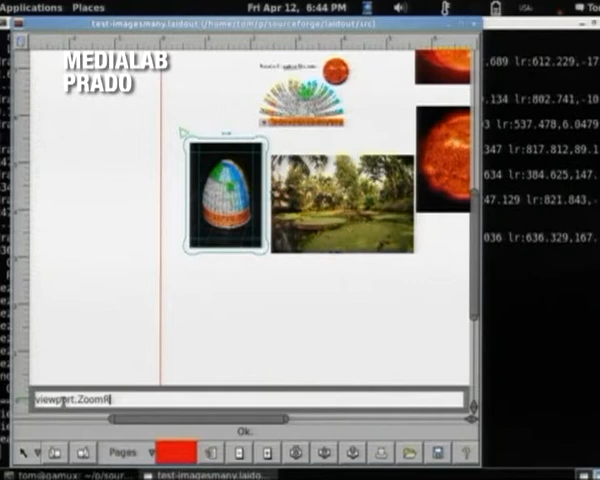 Applications Places Fri Apr 12, 6:44 PM USA
test-imagesmany.laidout (/home/tom/p/sourceforge/laidout/src)
MEDIALAB
PRADO
.689 lr:612.229,-17
.134 lr:802.741,-10
lr:537.478,6.0479
347 lr:817.812,89.1
634 lr:384.625,147.
47.129 lr:821.843,-
036 lr:636.329,167.
viewport.ZoomR
Ok.
Pages
tom@gamux: ~/p/sour... test-imagesmany.laido...